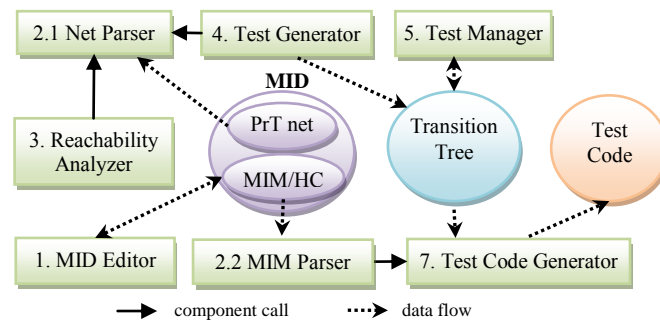 2.1 Net Parser
4. Test Generator
5. Test Manager
MID
PrT net
MIM/HC
3. Reachability
Analyzer
Transition
Tree
Test
Code
1. MID Editor
2.2 MIM Parser
7. Test Code Generator
component call
data flow